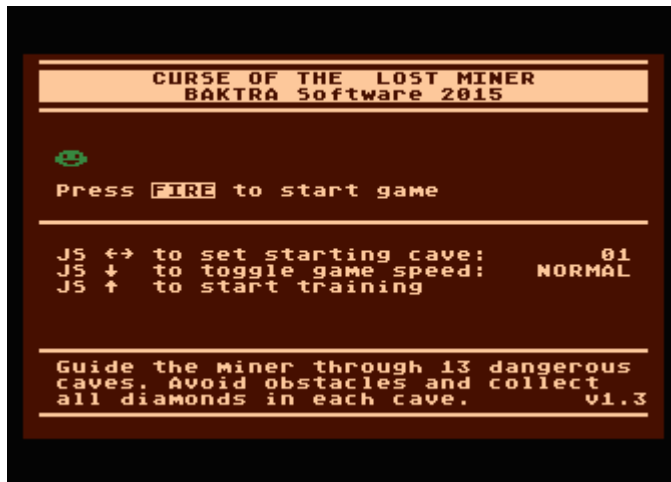 CURSE OF THE LOST MINER
BAKTRA Software 2015
Press FIRE to start game
JS ↔ to set starting cave: 01
JS ↓ to toggle game speed: NORMAL
JS ↑ to start training
Guide the miner through 13 dangerous
caves. Avoid obstacles and collect
all diamonds in each cave. v1.3